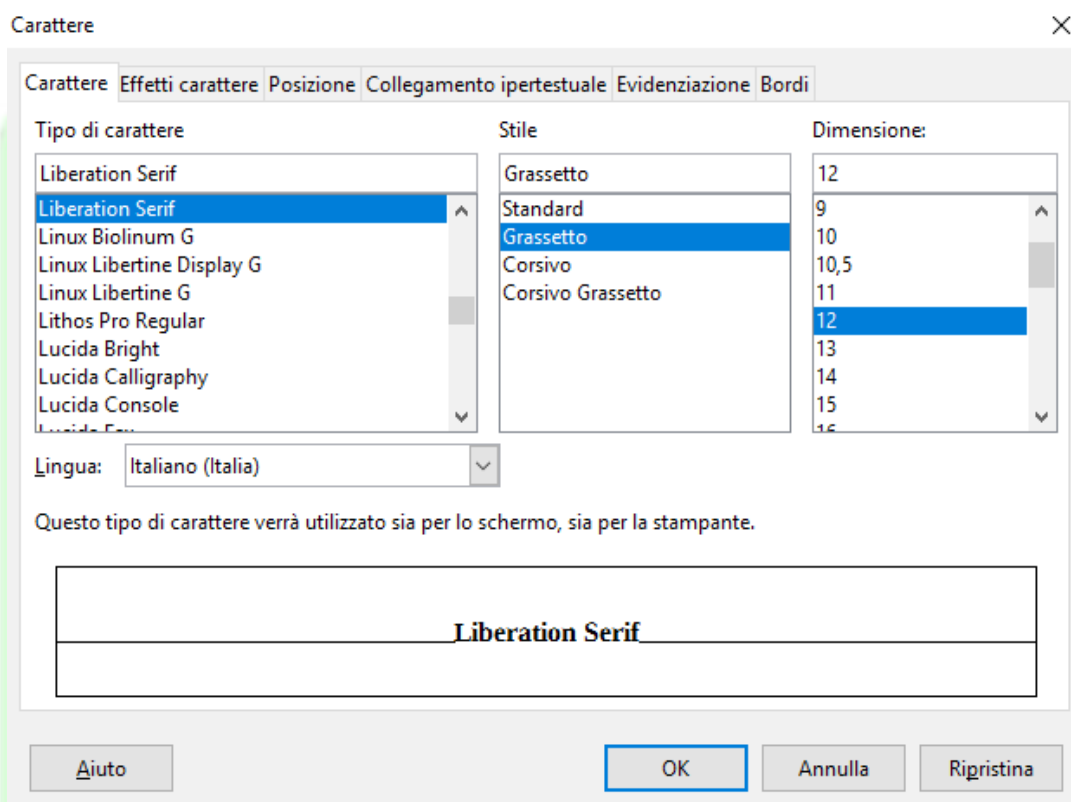 Carattere
Carattere Effetti carattere Posizione Collegamento ipertestuale Evidenziazione Bordi
Tipo di carattere
Liberation Serif
Liberation Serif
Linux Biolinum G
Linux Libertine Display G
Linux Libertine G
Lithos Pro Regular
Lucida Bright
Lucida Calligraphy
Lucida Console
Stile
Grassetto
Standard
Grassetto
Corsivo
Corsivo Grassetto
Dimensione:
12
9
10
10,5
11
12
13
14
15
16
Lingua: Italiano (Italia)
Questo tipo di carattere verrà utilizzato sia per lo schermo, sia per la stampante.
Liberation Serif
Aiuto OK Annulla Ripristina